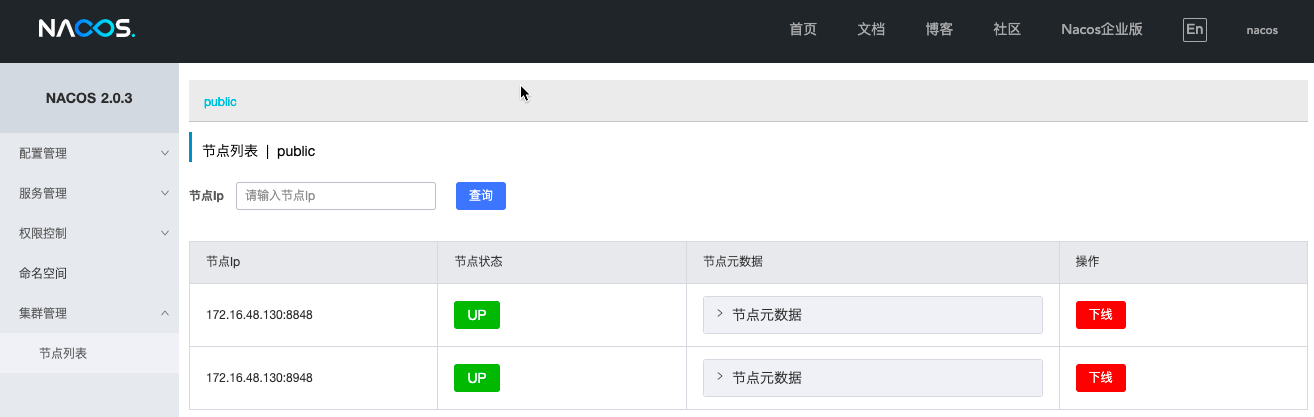 NACOS. 首页 文档 博客 社区 Nacos企业版 En nacos
NACOS 2.0.3
public
配置管理
服务管理
权限控制
命名空间
集群管理
节点列表
节点列表 | public
节点Ip 请输入节点Ip 查询
节点Ip 节点状态 节点元数据 操作
172.16.48.130:8848 UP 节点元数据 下线
172.16.48.130:8948 UP 节点元数据 下线